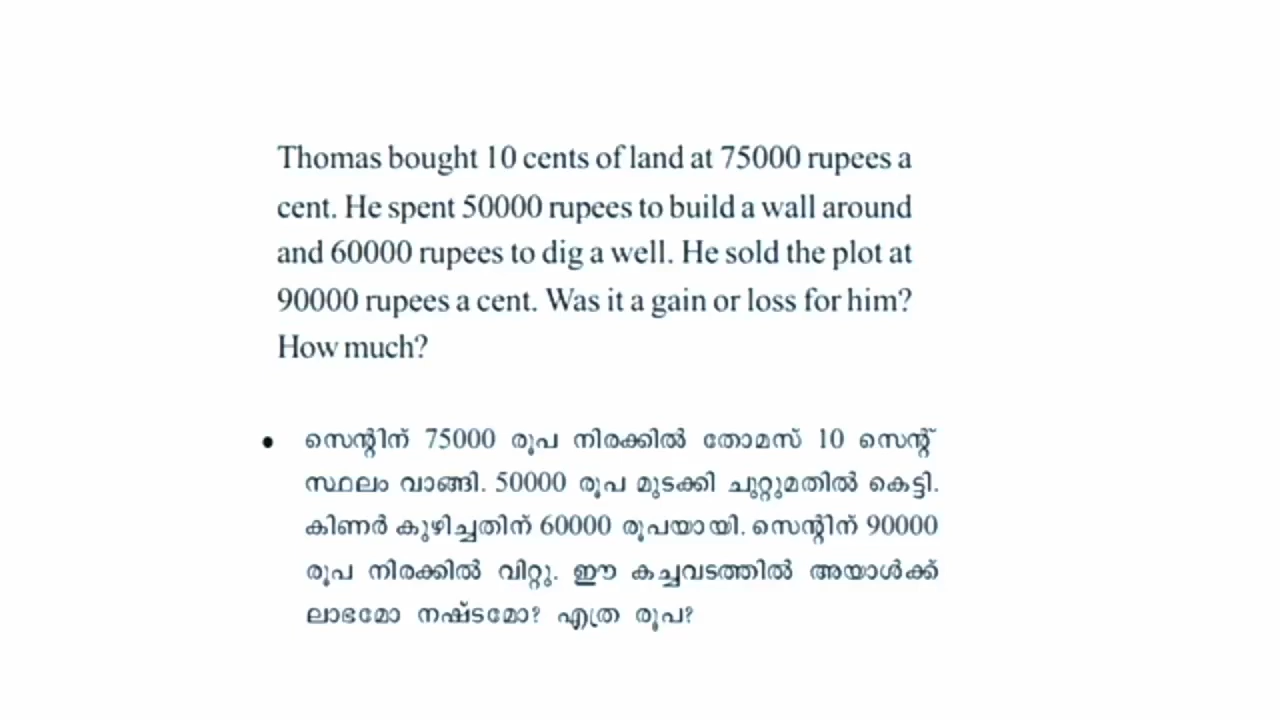 Thomas bought 10 cents of land at 75000 rupees a
cent. He spent 50000 rupees to build a wall around
and 60000 rupees to dig a well. He sold the plot at
90000 rupees a cent. Was it a gain or loss for him?
How much?
• സെന്റിന് 75000 രൂപ നിരക്കിൽ തോമസ് 10 സെന്റ്
സ്ഥലം വാങ്ങി. 50000 രൂപ മുടക്കി ചുറ്റുമതിൽ കെട്ടി.
കിണർ കുഴിച്ചതിന് 60000 രൂപയായി. സെന്റിന് 90000
രൂപ നിരക്കിൽ വിറ്റു. ഈ കച്ചവടത്തിൽ അയാൾക്ക്
ലാഭമോ നഷ്ടമോ? എത്ര രൂപ?